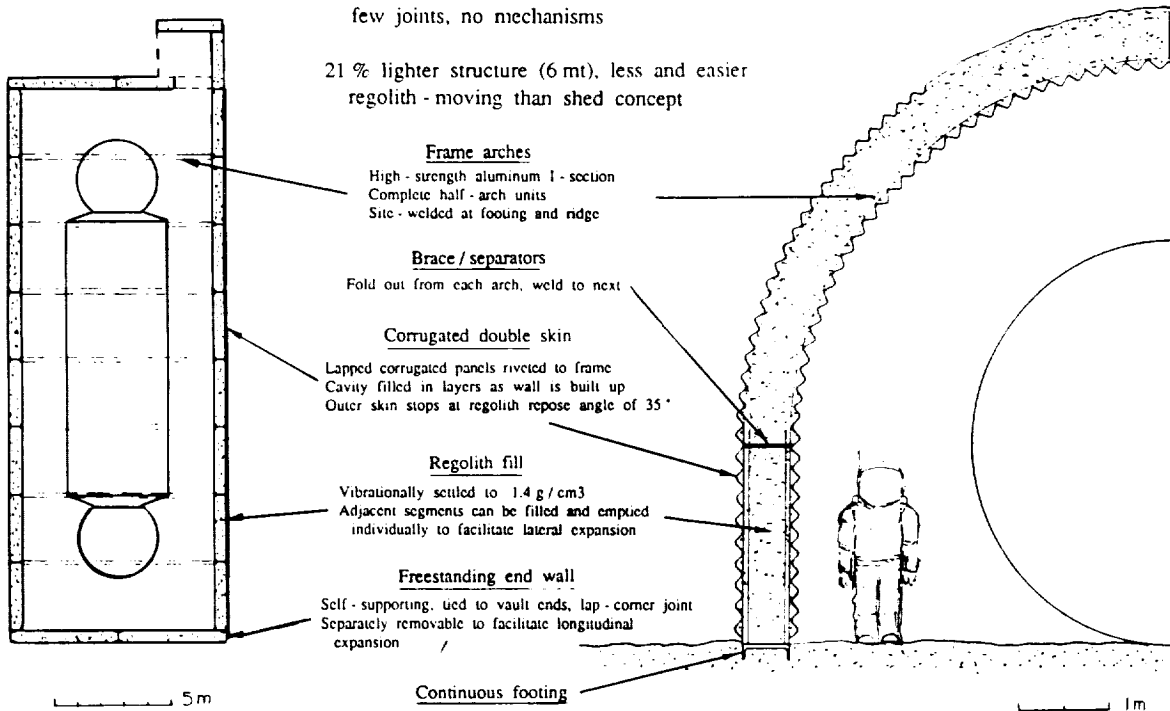 few joints, no mechanisms
21 % lighter structure (6 mt), less and easier
regolith - moving than shed concept
Frame arches
High - strength aluminum I - section
Complete half - arch units
Site - welded at footing and ridge
Brace / separators
Fold out from each arch, weld to next
Corrugated double skin
Lapped corrugated panels riveted to frame
Cavity filled in layers as wall is built up
Outer skin stops at regolith repose angle of 35°
Regolith fill
Vibrationally settled to 1.4 g / cm3
Adjacent segments can be filled and emptied
individually to facilitate lateral expansion
Freestanding end wall
Self - supporting, tied to vault ends, lap - corner joint
Separately removable to facilitate longitudinal
expansion
Continuous footing
5m
1m